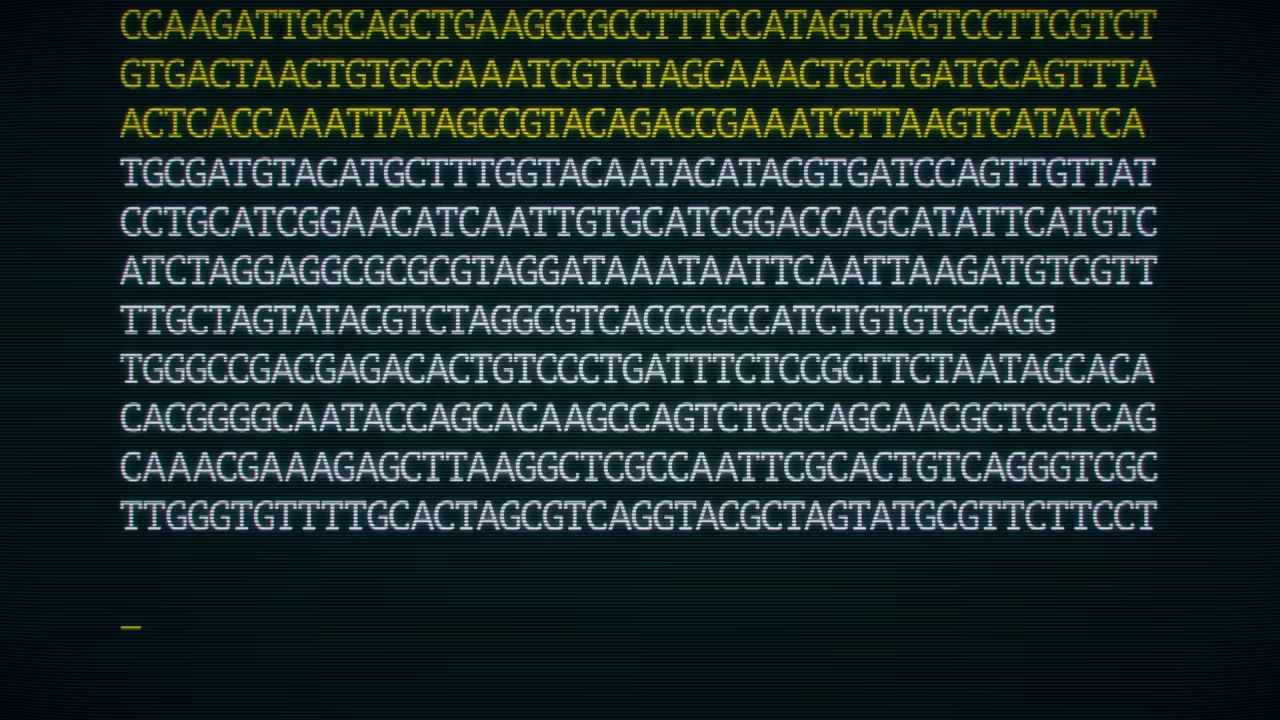 CCAAGATTGGCAGCTGAAGCCGCCTTTCCATAGTGAGTCCTTCGTCT
GTGACTAACTGTGCCAAATCGTCTAGCAAACTGCTGATCCAGTTTA
ACTCACCAAATTATAGCCGTACAGACCGAAATCTTAAGTCATATCA
TGCGATGTACATGCTTTGGTACAATACATACGTGATCCAGTTGTTAT
CCTGCATCGGAACATCAATTGTGCATCGGACCAGCATATTCATGTC
ATCTAGGAGGCGCGCGTAGGATAAATAATTCAATTAAGATGTCGTT
TTGCTAGTATACGTCTAGGCGTCACCCGCCATCTGTGTGCAGG
TGGGCCGACGAGACACTGTCCCTGATTTCTCCGCTTCTAATAGCACA
CACGGGGCAATACCAGCACAAGCCAGTCTCGCAGCAACGCTCGTCAG
CAAACGAAAGAGCTTAAGGCTCGCCAATTCGCACTGTCAGGGTCGC
TTGGGTGTTTTGCACTAGCGTCAGGTACGCTAGTATGCGTTCTTCCT
_